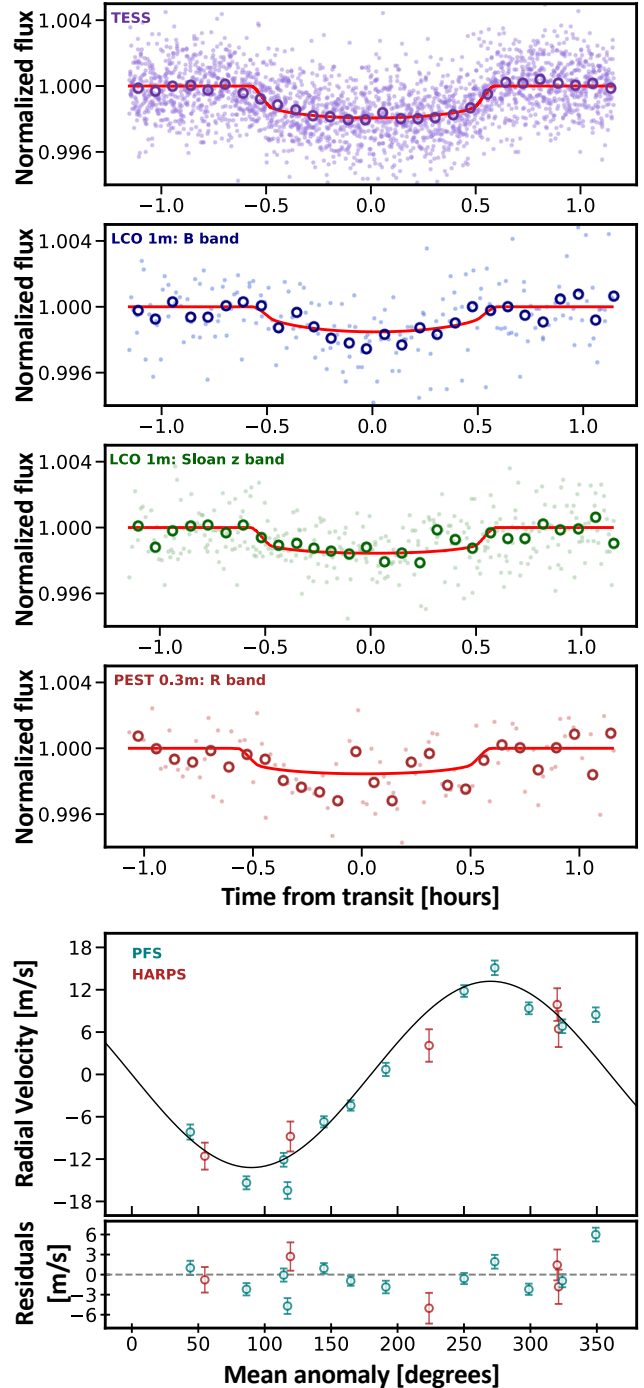 TESS
Normalized flux
1.004
1.000
0.996
−1.0 −0.5 0.0 0.5 1.0
LCO 1m: B band
Normalized flux
1.004
1.000
0.996
−1.0 −0.5 0.0 0.5 1.0
LCO 1m: Sloan z band
Normalized flux
1.004
1.000
0.996
−1.0 −0.5 0.0 0.5 1.0
PEST 0.3m: R band
Normalized flux
1.004
1.000
0.996
−1.0 −0.5 0.0 0.5 1.0
Time from transit [hours]
PFS
HARPS
Radial Velocity [m/s]
18
12
6
0
−6
−12
−18
Residuals
[m/s]
6
3
0
−3
−6
0 50 100 150 200 250 300 350
Mean anomaly [degrees]